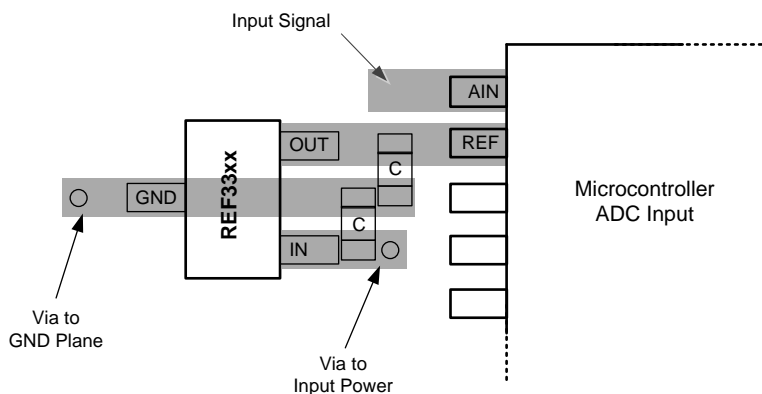 Input Signal
AIN
OUT
REF
C
Microcontroller
ADC Input
GND
REF33xx
C
IN
Via to
GND Plane
Via to
Input Power